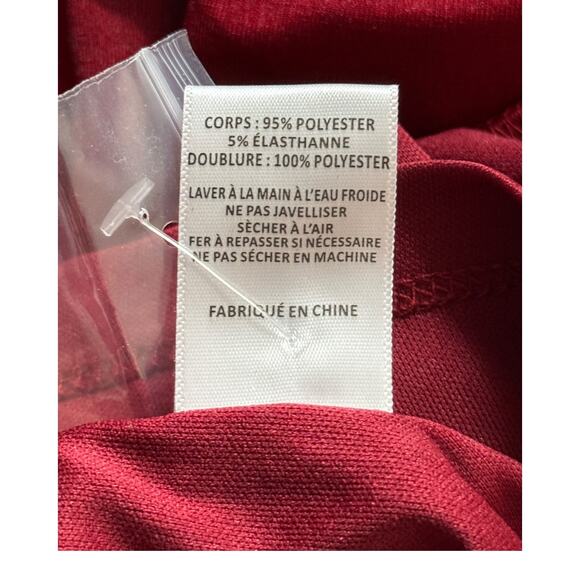 CORPS : 95% POLYESTER
5% ÉLASTHANNE
DOUBLURE : 100% POLYESTER
LAVER À LA MAIN À L'EAU FROIDE
NE PAS JAVELLISER
SÈCHER À L'AIR
FER À REPASSER SI NÉCESSAIRE
NE PAS SÉCHER EN MACHINE
FABRIQUÉ EN CHINE